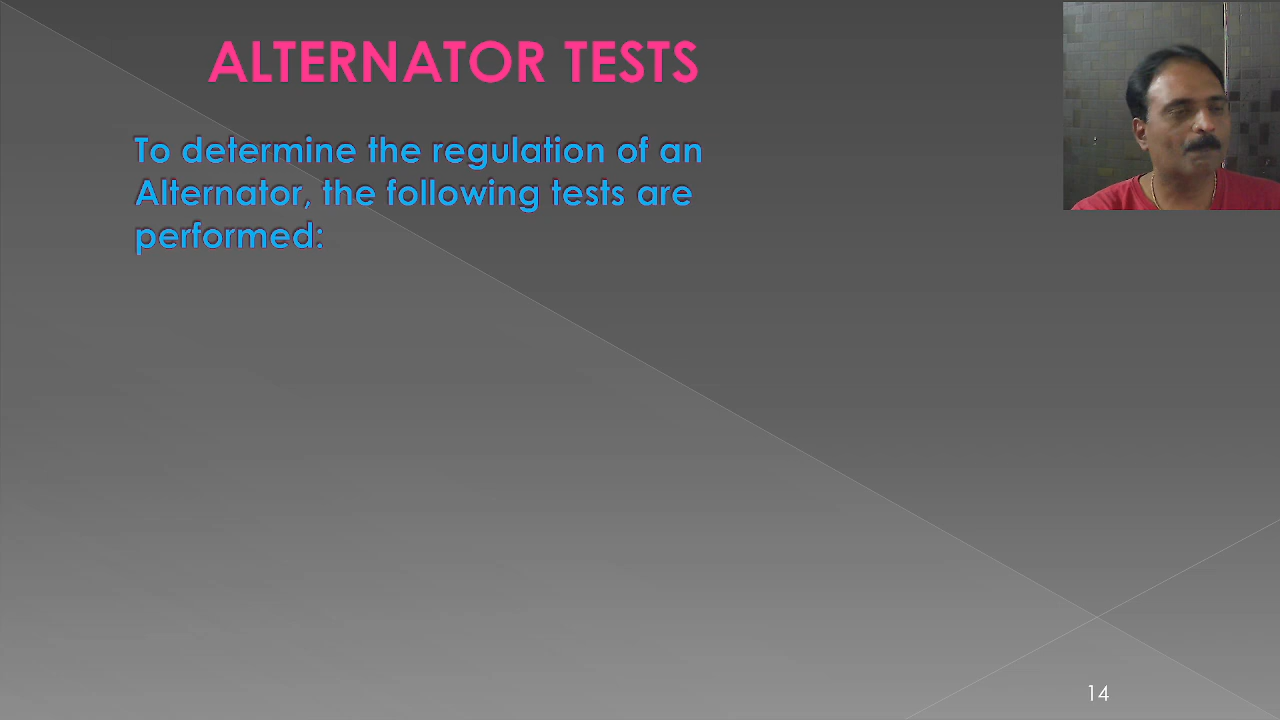 ALTERNATOR TESTS
To determine the regulation of an
Alternator, the following tests are
performed:
14